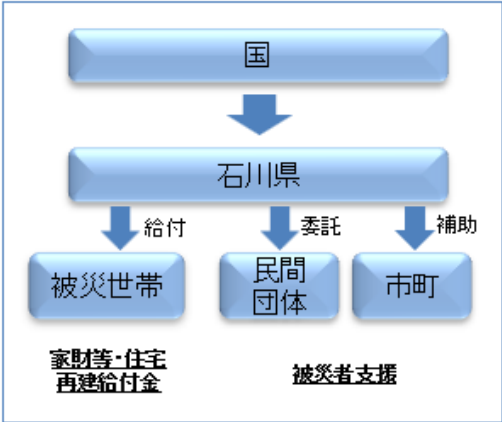 国
石川県
給付
委託
補助
被災世帯
民間
団体
市町
家財等・住宅
再建給付金
被災者支援